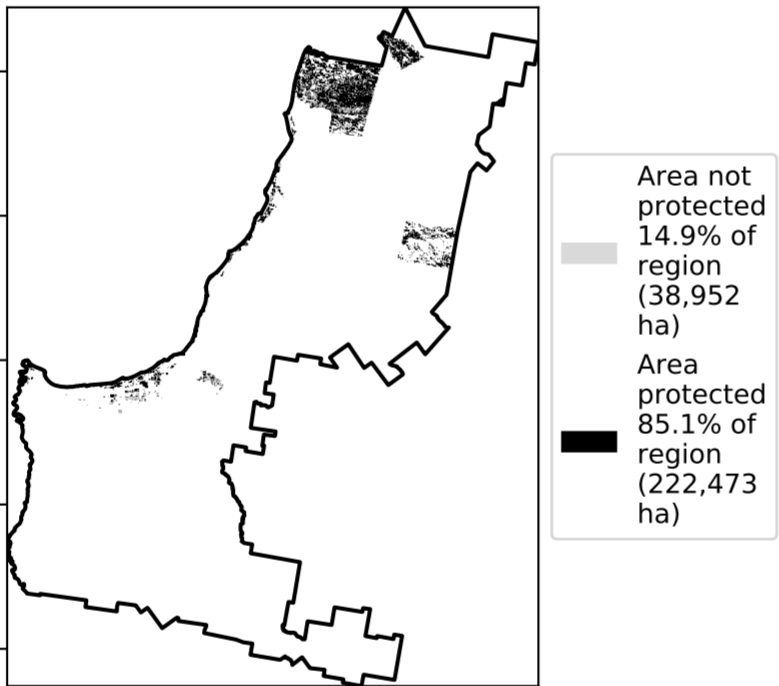 Area not
protected
14.9% of
region
(38,952
ha)
Area
protected
85.1% of
region
(222,473
ha)